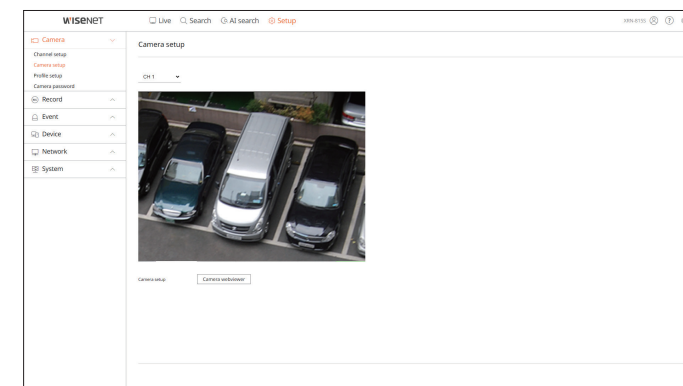 WISENET
Live Search AI search Setup
XRN-815S
Camera
Channel setup
Camera setup
Profile setup
Camera password
Record
Event
Device
Network
System
Camera setup
CH 1
Camera setup
Camera webviewer